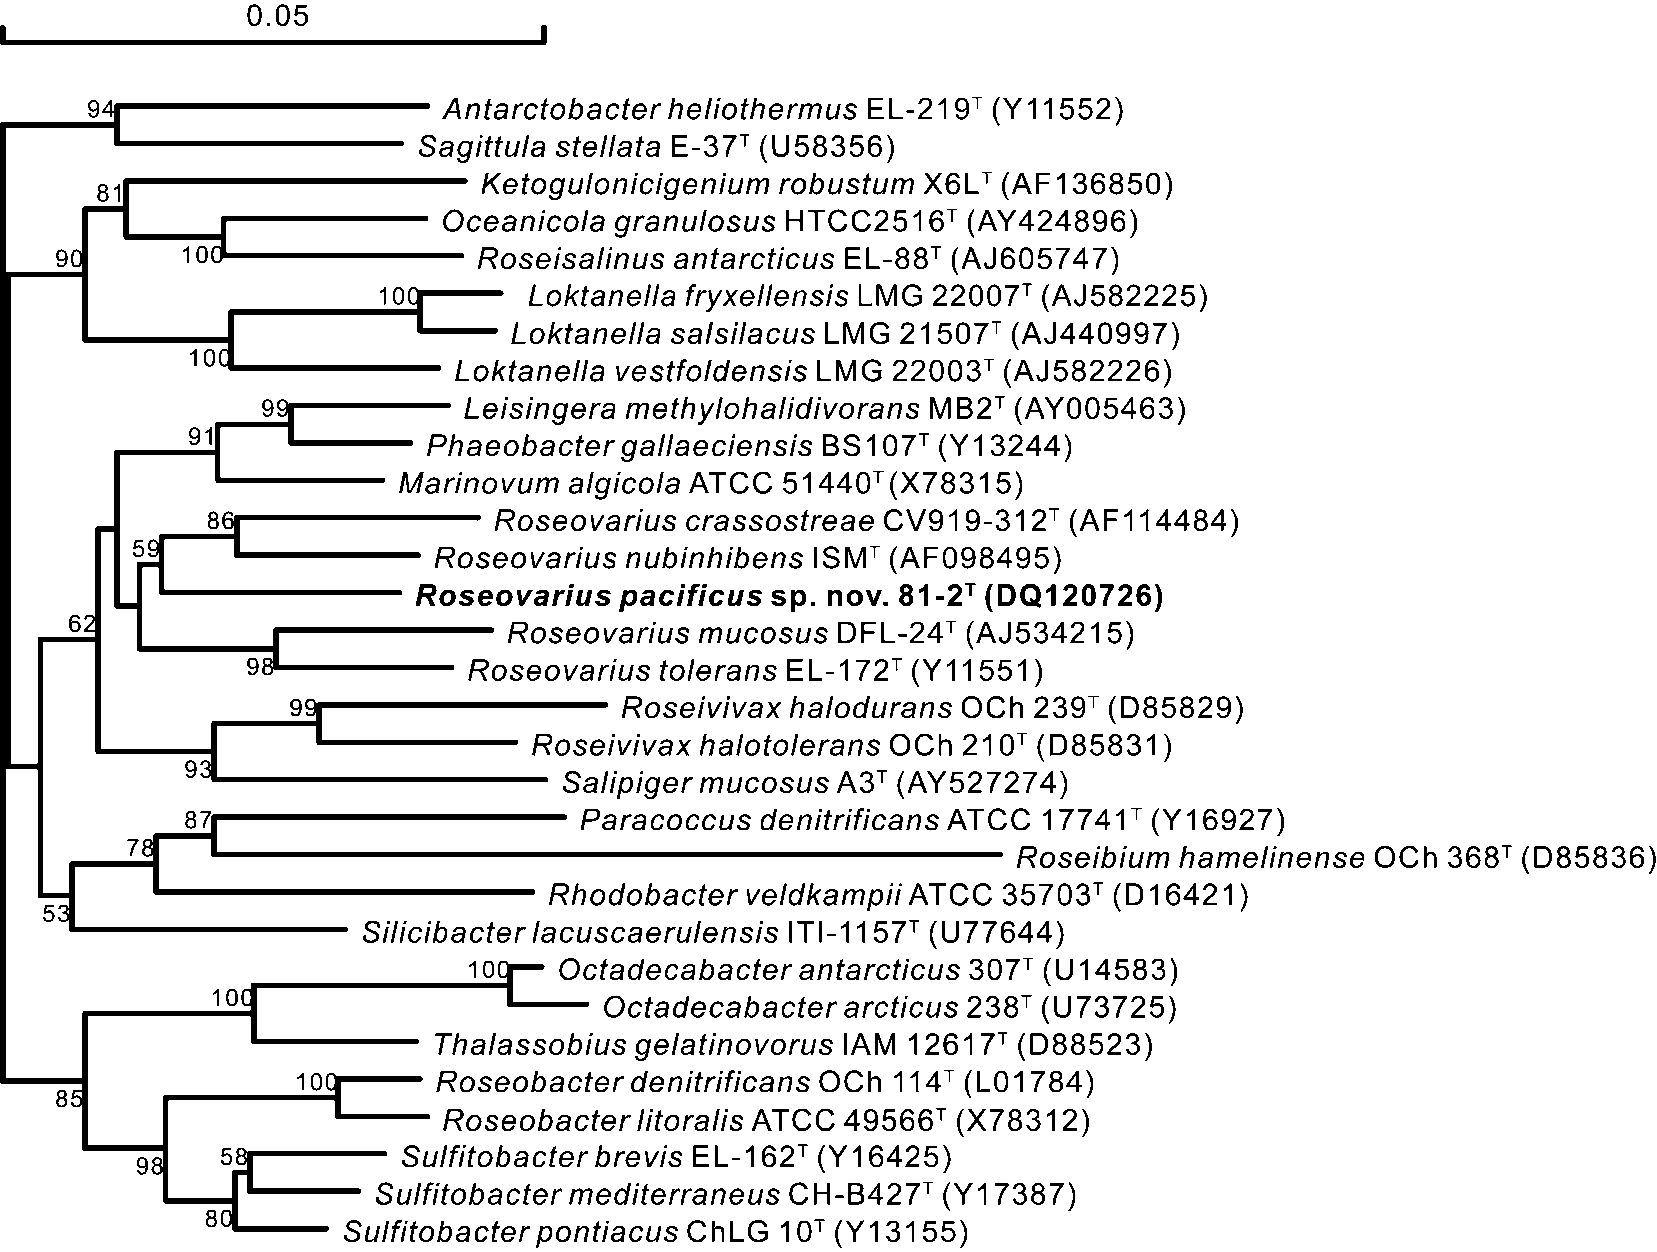 0.05
94
Antarctobacter heliothermus EL-219ᵀ (Y11552)
Sagittula stellata E-37ᵀ (U58356)
81
Ketogulonicigenium robustum X6Lᵀ (AF136850)
Oceanicola granulosus HTCC2516ᵀ (AY424896)
100
Roseisalinus antarcticus EL-88ᵀ (AJ605747)
90
100
Loktanella fryxellensis LMG 22007ᵀ (AJ582225)
Loktanella salsilacus LMG 21507ᵀ (AJ440997)
100
Loktanella vestfoldensis LMG 22003ᵀ (AJ582226)
99
Leisingera methylohalidivorans MB2ᵀ (AY005463)
91
Phaeobacter gallaeciensis BS107ᵀ (Y13244)
Marinovum algicola ATCC 51440ᵀ (X78315)
86
Roseovarius crassostreae CV919-312ᵀ (AF114484)
59
Roseovarius nubinhibens ISMᵀ (AF098495)
Roseovarius pacificus sp. nov. 81-2ᵀ (DQ120726)
62
Roseovarius mucosus DFL-24ᵀ (AJ534215)
98
Roseovarius tolerans EL-172ᵀ (Y11551)
99
Roseivivax halodurans OCh 239ᵀ (D85829)
Roseivivax halotolerans OCh 210ᵀ (D85831)
93
Salipiger mucosus A3ᵀ (AY527274)
87
Paracoccus denitrificans ATCC 17741ᵀ (Y16927)
78
Roseibium hamelinense OCh 368ᵀ (D85836)
Rhodobacter veldkampii ATCC 35703ᵀ (D16421)
53
Silicibacter lacuscaerulensis ITI-1157ᵀ (U77644)
100
Octadecabacter antarcticus 307ᵀ (U14583)
100
Octadecabacter arcticus 238ᵀ (U73725)
Thalassobius gelatinovorus IAM 12617ᵀ (D88523)
100
Roseobacter denitrificans OCh 114ᵀ (L01784)
85
Roseobacter litoralis ATCC 49566ᵀ (X78312)
58
Sulfitobacter brevis EL-162ᵀ (Y16425)
98
Sulfitobacter mediterraneus CH-B427ᵀ (Y17387)
80
Sulfitobacter pontiacus ChLG 10ᵀ (Y13155)